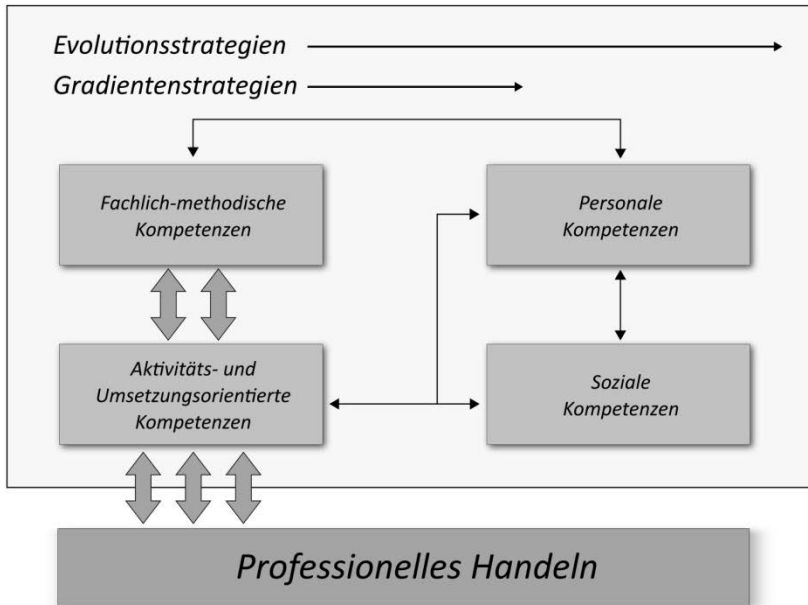 Evolutionsstrategien
Gradientenstrategien
Fachlich-methodische
Kompetenzen
Personale
Kompetenzen
Aktivitäts- und
Umsetzungsorientierte
Kompetenzen
Soziale
Kompetenzen
Professionelles Handeln